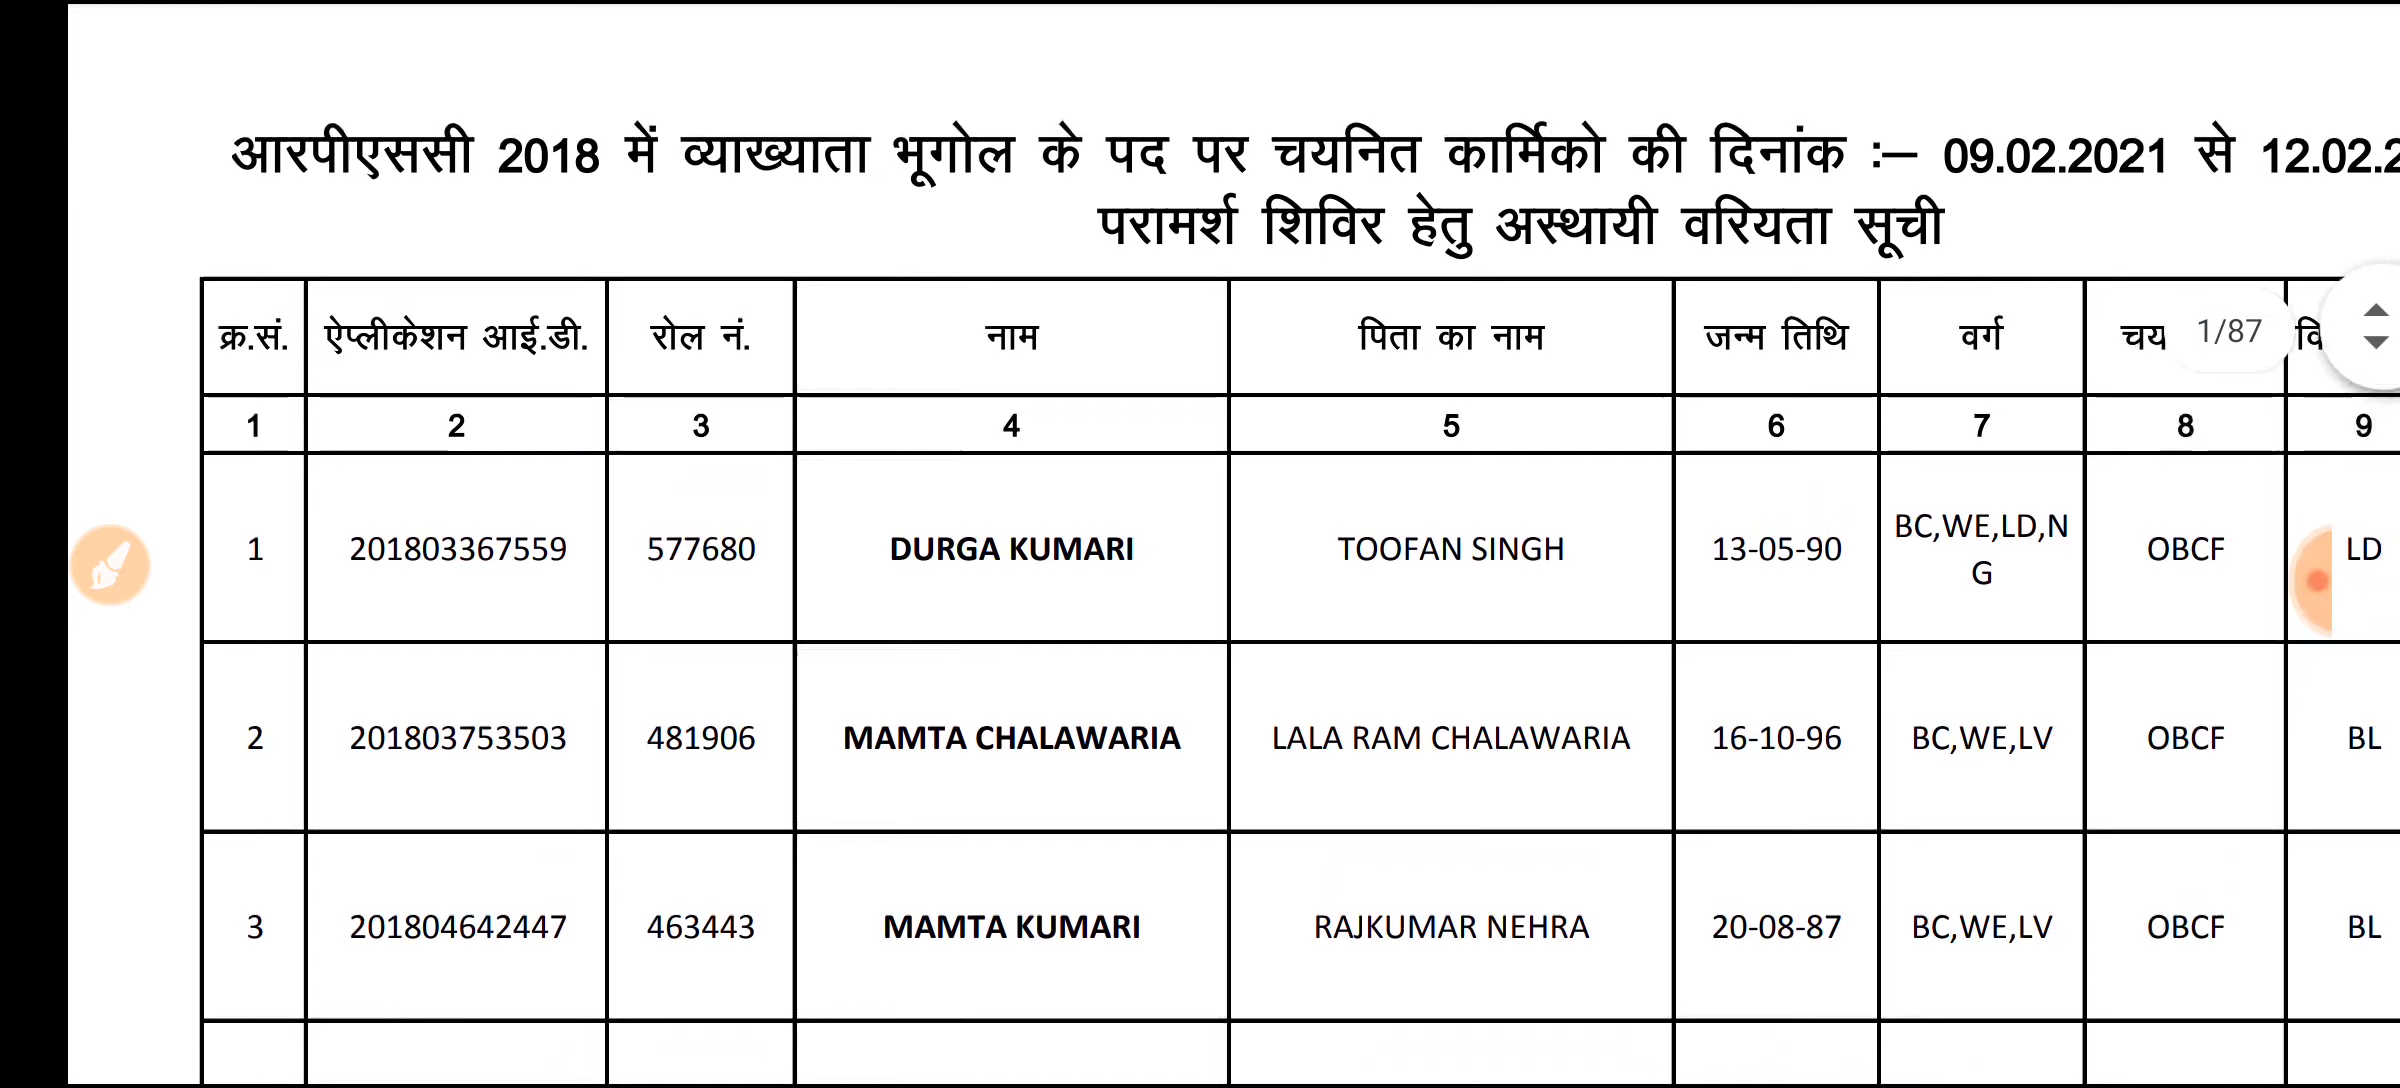 आरपीएससी 2018 में व्याख्याता भूगोल के पद पर चयनित कार्मिको की दिनांक :– 09.02.2021 से 12.02.2
परामर्श शिविर हेतु अस्थायी वरियता सूची
क्र.सं. ऐप्लीकेशन आई.डी. रोल नं. नाम पिता का नाम जन्म तिथि वर्ग चय 1/87 वि
1 2 3 4 5 6 7 8 9
1 201803367559 577680 DURGA KUMARI TOOFAN SINGH 13-05-90 BC,WE,LD,N OBCF LD
G
2 201803753503 481906 MAMTA CHALAWARIA LALA RAM CHALAWARIA 16-10-96 BC,WE,LV OBCF BL
3 201804642447 463443 MAMTA KUMARI RAJKUMAR NEHRA 20-08-87 BC,WE,LV OBCF BL